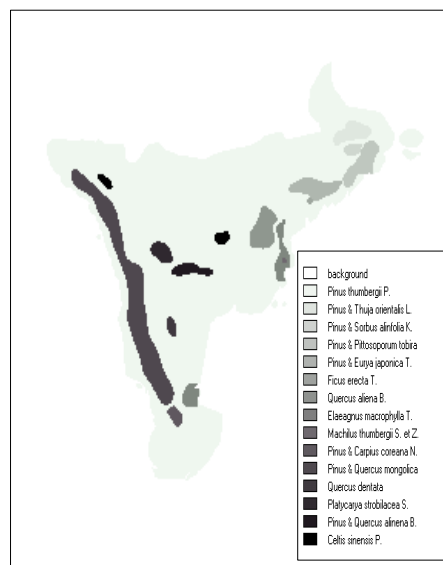 background
Pinus thumbergii P.
Pinus & Thuja orientalis L.
Pinus & Sorbus alinfolia K.
Pinus & Pittosoporum tobira
Pinus & Eurya japonica T.
Ficus erecta T.
Quercus aliena B.
Elaeagnus macrophylla T.
Machilus thumbergii S. et Z.
Pinus & Carpius coreana N.
Pinus & Quercus mongolica
Quercus dentata
Platycarya strobilacea S.
Pinus & Quercus alinena B.
Celtis sinensis P.